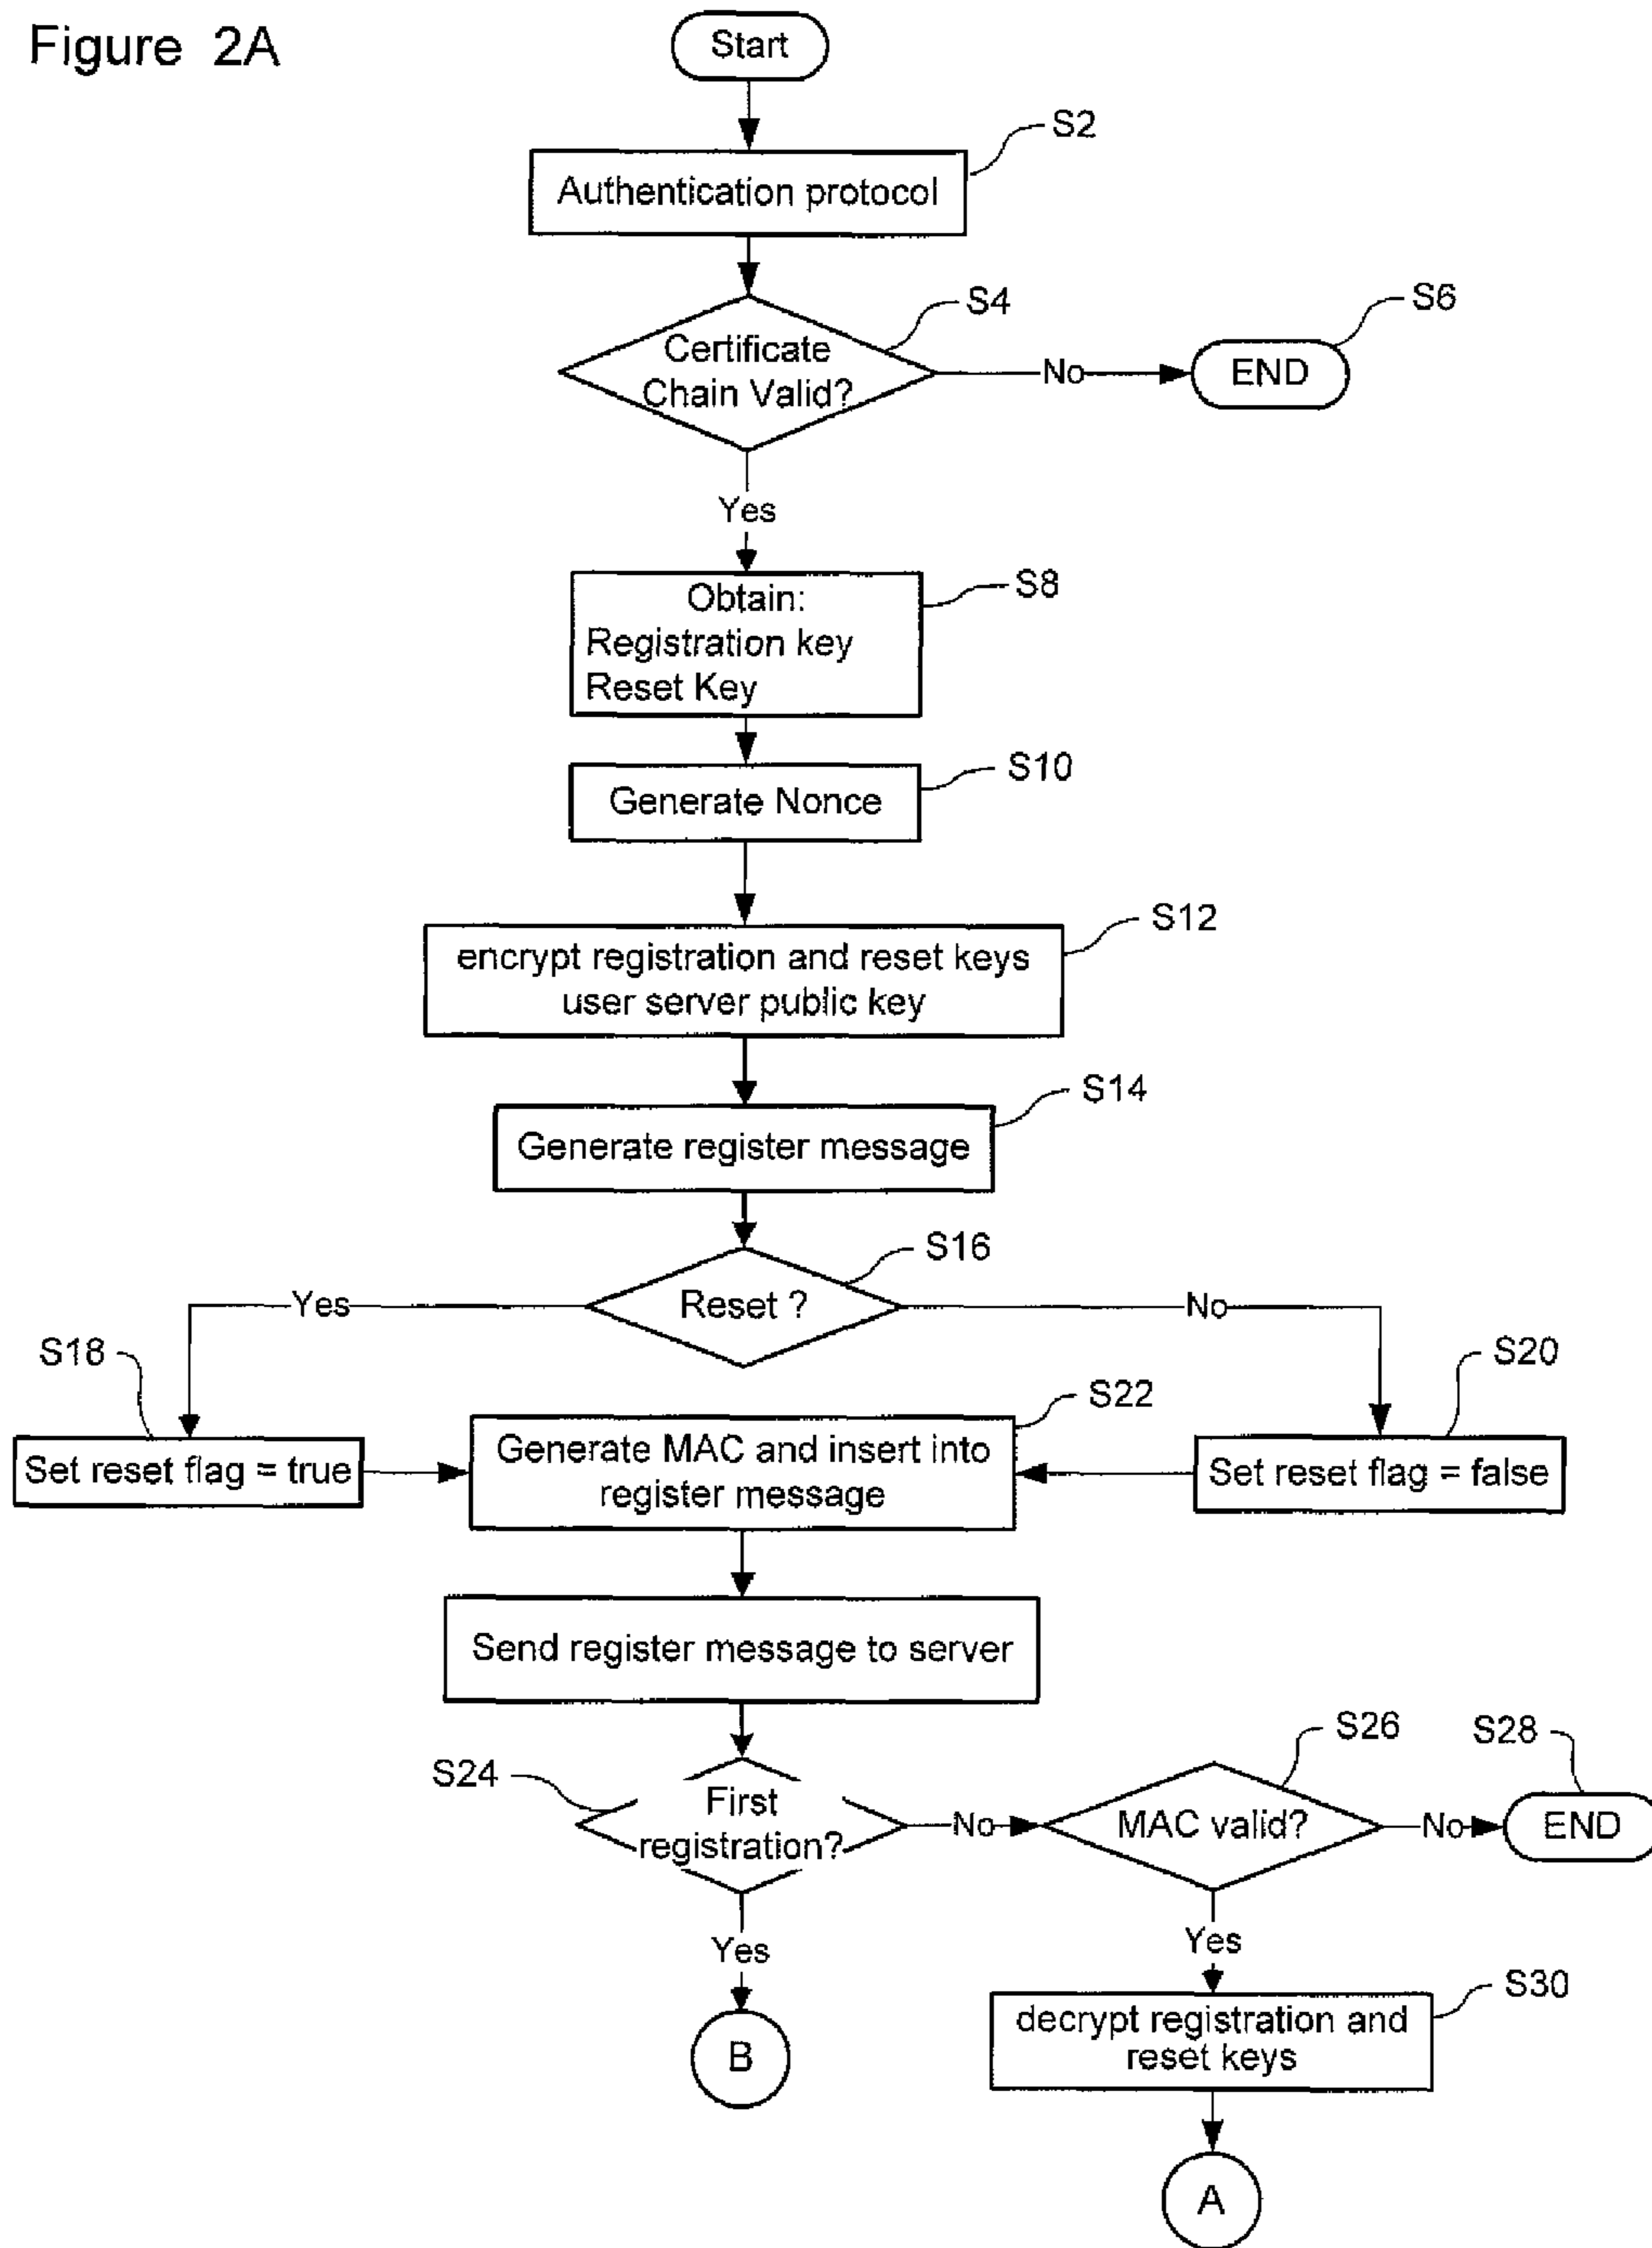 Figure 2A
Start
S2
Authentication protocol
S4
S6
Certificate
Chain Valid?
No
END
Yes
S8
Obtain:
Registration key
Reset Key
S10
Generate Nonce
S12
encrypt registration and reset keys
user server public key
S14
Generate register message
S16
Yes
Reset ?
No
S18
S20
S22
Set reset flag = true
Generate MAC and insert into
register message
Set reset flag = false
Send register message to server
S24
S26
S28
First
registration?
No
MAC valid?
No
END
Yes
Yes
S30
B
decrypt registration and
reset keys
A